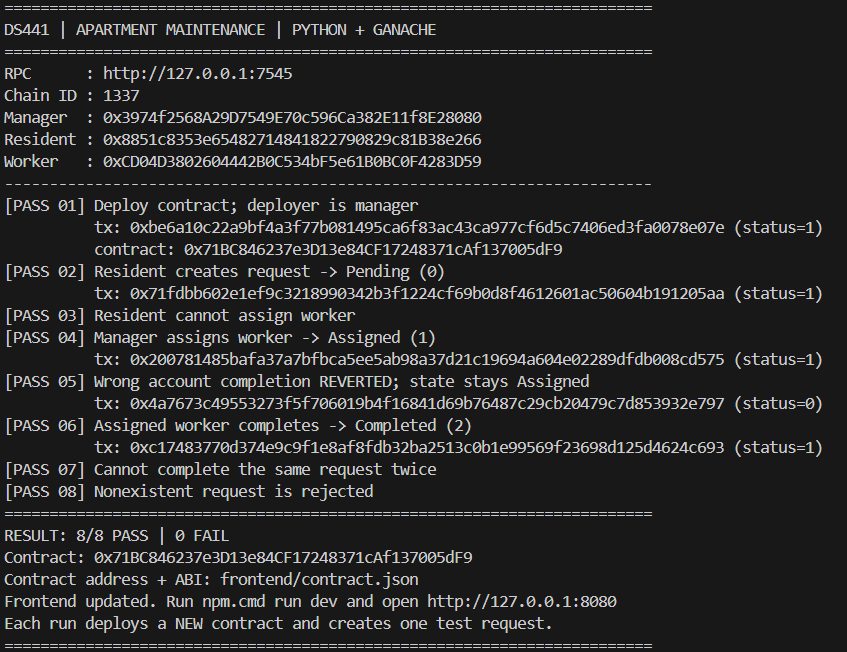 ========================================================================
DS441 | APARTMENT MAINTENANCE | PYTHON + GANACHE
========================================================================
RPC      : http://127.0.0.1:7545
Chain ID : 1337
Manager  : 0x3974f2568A29D7549E70c596Ca382E11f8E28080
Resident : 0x8851c8353e65482714841822790829c81B38e266
Worker   : 0xCD04D3802604442B0C534bF5e61B0BC0F4283D59
------------------------------------------------------------------------
[PASS 01] Deploy contract; deployer is manager
          tx: 0xbe6a10c22a9bf4a3f77b081495ca6f83ac43ca977cf6d5c7406ed3fa0078e07e (status=1)
          contract: 0x71BC846237e3D13e84CF17248371cAf137005dF9
[PASS 02] Resident creates request -> Pending (0)
          tx: 0x71fdbb602e1ef9c3218990342b3f1224cf69b0d8f4612601ac50604b191205aa (status=1)
[PASS 03] Resident cannot assign worker
[PASS 04] Manager assigns worker -> Assigned (1)
          tx: 0x200781485bafa37a7bfbca5ee5ab98a37d21c19694a604e02289dfdb008cd575 (status=1)
[PASS 05] Wrong account completion REVERTED; state stays Assigned
          tx: 0x4a7673c49553273f5f706019b4f16841d69b76487c29cb20479c7d853932e797 (status=0)
[PASS 06] Assigned worker completes -> Completed (2)
          tx: 0xc17483770d374e9c9f1e8af8fdb32ba2513c0b1e99569f23698d125d4624c693 (status=1)
[PASS 07] Cannot complete the same request twice
[PASS 08] Nonexistent request is rejected
========================================================================
RESULT: 8/8 PASS | 0 FAIL
Contract: 0x71BC846237e3D13e84CF17248371cAf137005dF9
Contract address + ABI: frontend/contract.json
Frontend updated. Run npm.cmd run dev and open http://127.0.0.1:8080
Each run deploys a NEW contract and creates one test request.
========================================================================